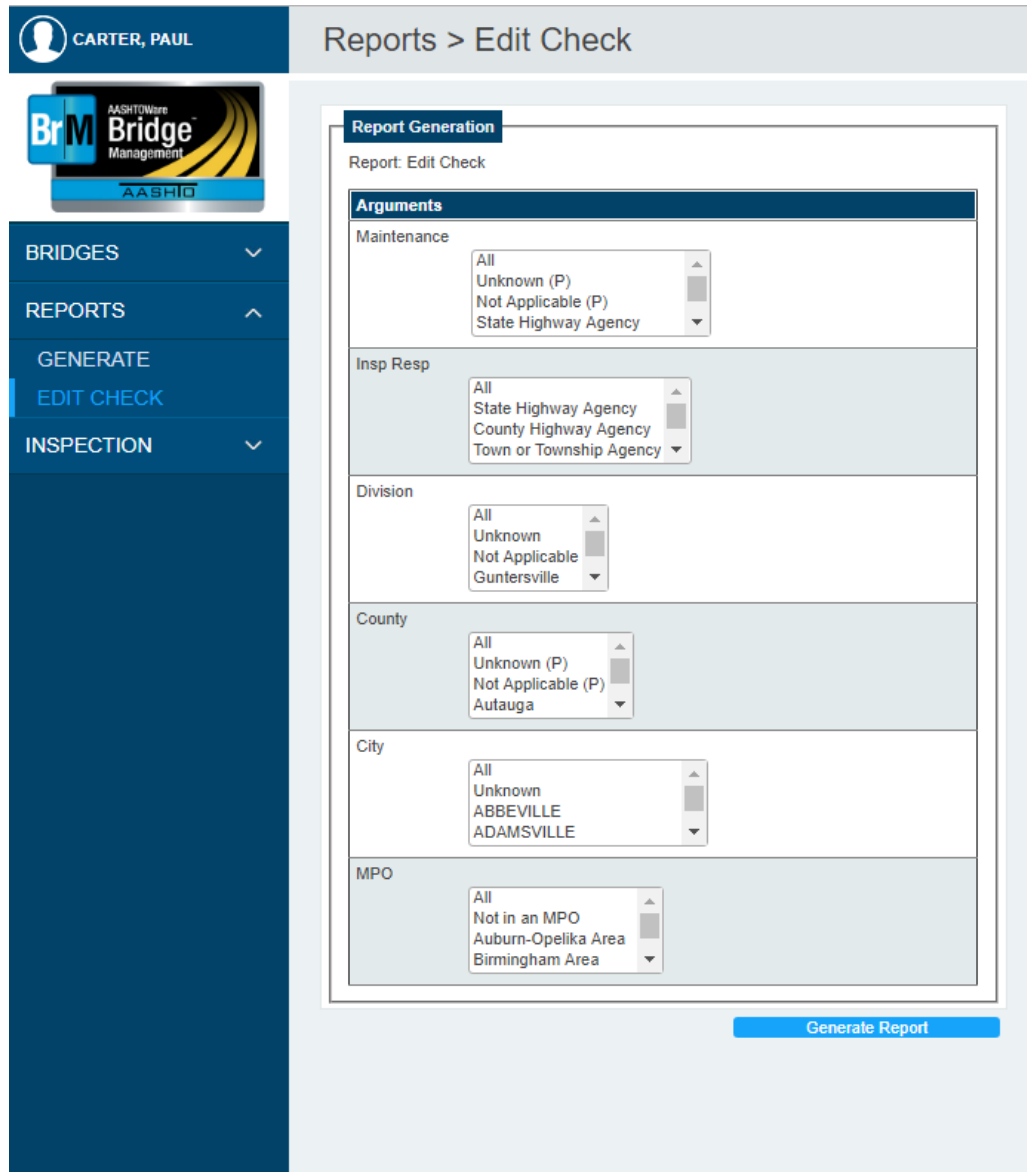 CARTER, PAUL
Reports > Edit Check
BrM AASHTOWare
Bridge™
Management
AASHTO
BRIDGES
REPORTS
GENERATE
EDIT CHECK
INSPECTION
Report Generation
Report: Edit Check
Arguments
Maintenance
All
Unknown (P)
Not Applicable (P)
State Highway Agency
Insp Resp
All
State Highway Agency
County Highway Agency
Town or Township Agency
Division
All
Unknown
Not Applicable
Guntersville
County
All
Unknown (P)
Not Applicable (P)
Autauga
City
All
Unknown
ABBEVILLE
ADAMSVILLE
MPO
All
Not in an MPO
Auburn-Opelika Area
Birmingham Area
Generate Report